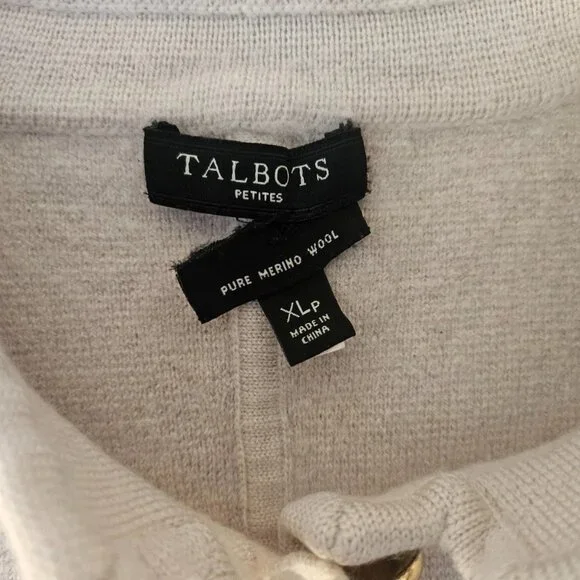 TALBOTS
PETITES
PURE MERINO WOOL
XLP
MADE IN
CHINA